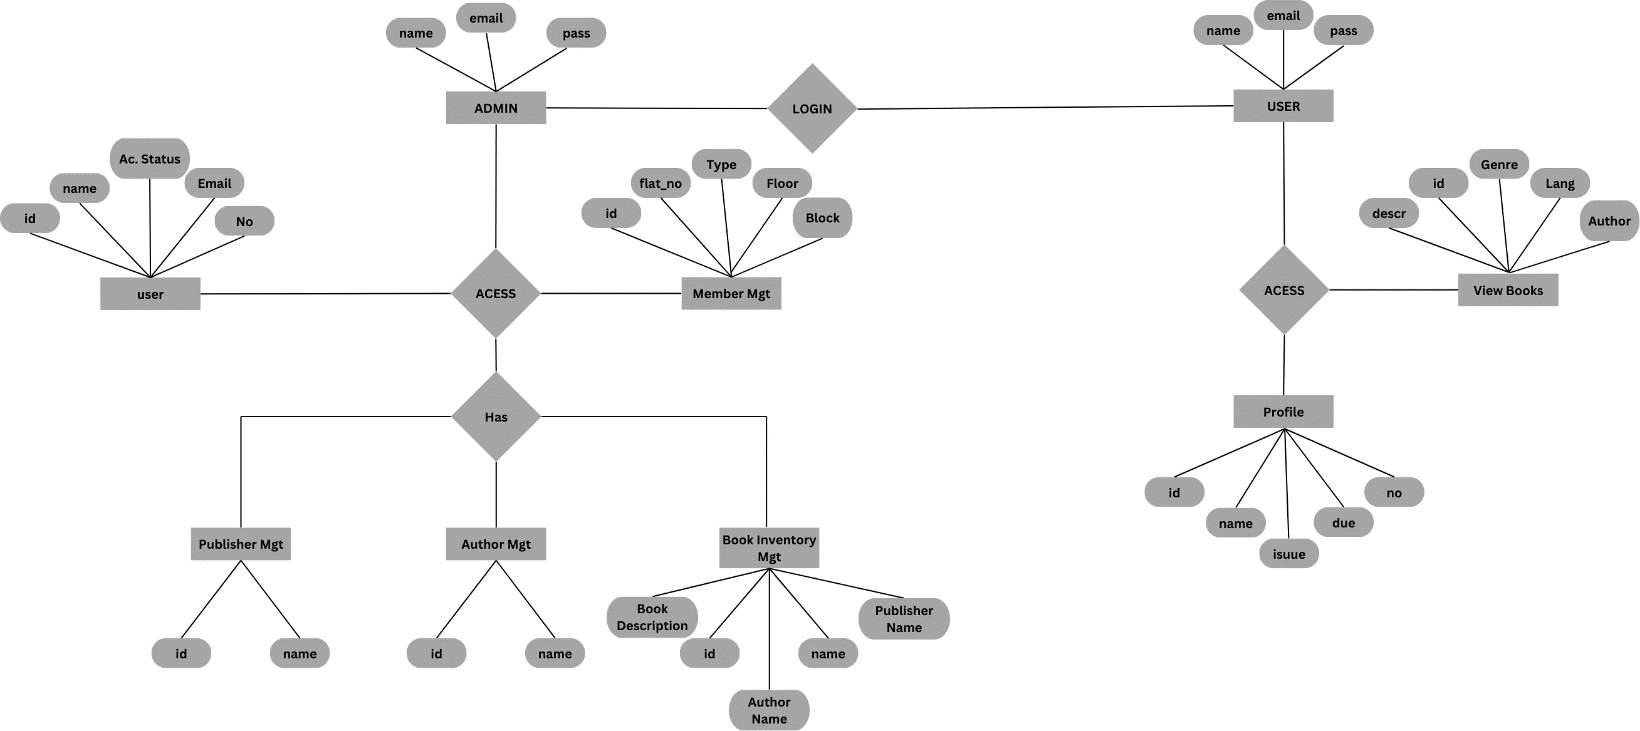 name
email
pass
ADMIN
LOGIN
name
email
pass
USER
id
name
Ac. Status
Email
No
user
ACESS
id
flat_no
Type
Floor
Block
Member Mgt
ACESS
descr
id
Genre
Lang
Author
View Books
Has
Profile
id
name
isuue
due
no
Publisher Mgt
id
name
Author Mgt
id
name
Book Inventory
Mgt
Book
Description
id
Author
Name
name
Publisher
Name